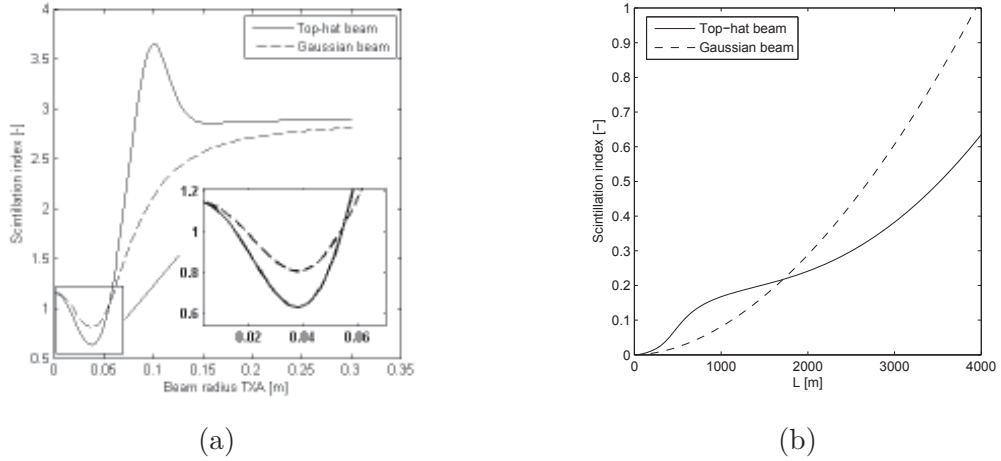 4
3.5
3
2.5
2
1.5
1
0.5
Scintillation index [-]
Top-hat beam
Gaussian beam
1.2
1
0.8
0.6
0.02 0.04 0.06
0 0.05 0.1 0.15 0.2 0.25 0.3 0.35
Beam radius TXA [m]
(a)
1
0.9
0.8
0.7
0.6
0.5
0.4
0.3
0.2
0.1
0
Scintillation index [−]
Top−hat beam
Gaussian beam
0 1000 2000 3000 4000
L [m]
(b)